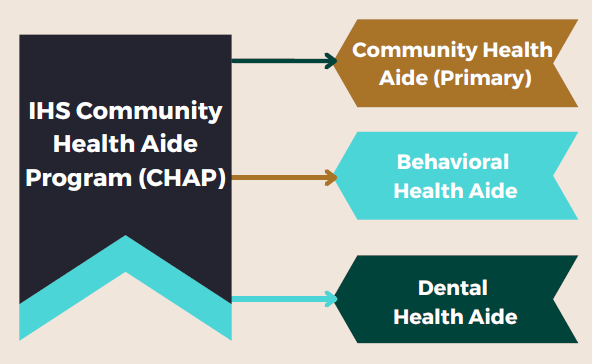 IHS Community
Health Aide
Program (CHAP)
Community Health
Aide (Primary)
Behavioral
Health Aide
Dental
Health Aide